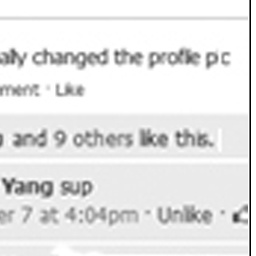 ally changed the profile pic
ment · Like
and 9 others like this.
Yang sup
er 7 at 4:04pm · Unlike ·